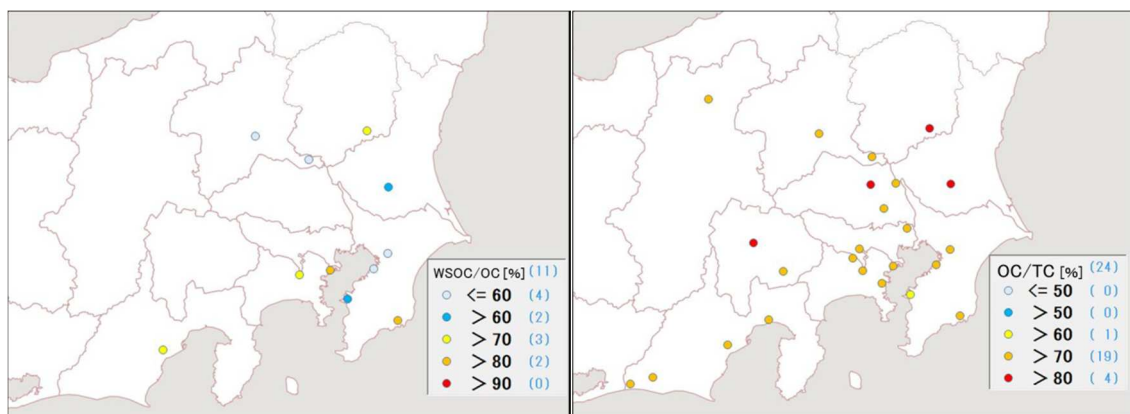 WSOC/OC [%] (11)
<= 60 (4)
> 60 (2)
> 70 (3)
> 80 (2)
> 90 (0)
OC/TC [%] (24)
<= 50 ( 0)
> 50 ( 0)
> 60 ( 1)
> 70 (19)
> 80 ( 4)